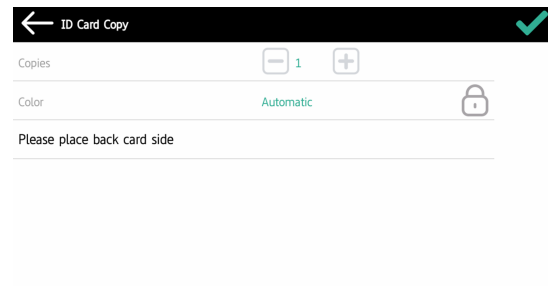 ID Card Copy
Copies 1
Color Automatic
Please place back card side